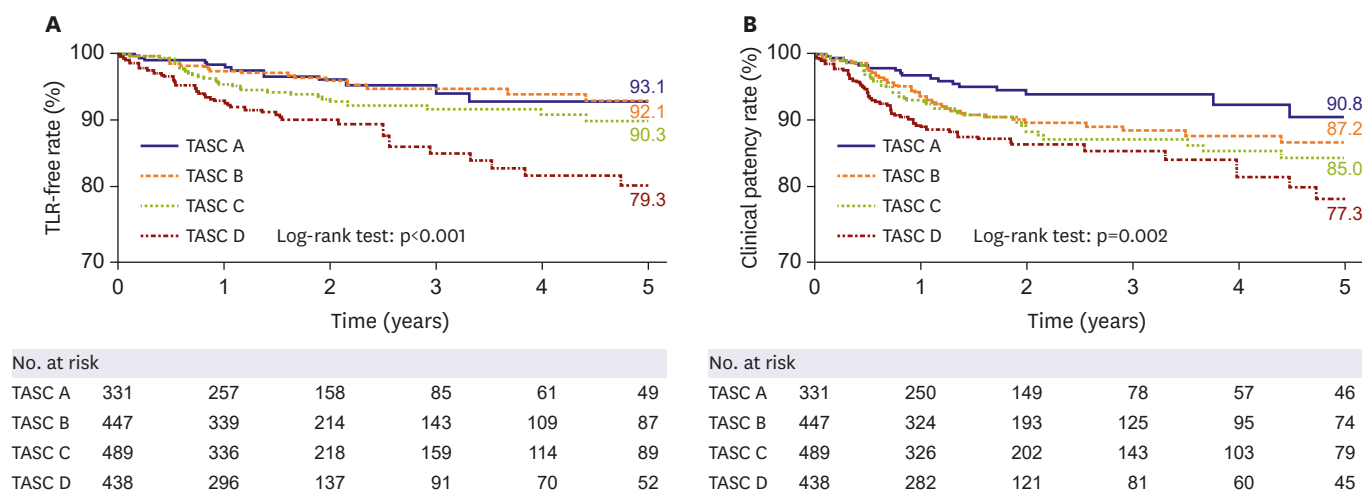 A
TLR-free rate (%)
100
90
80
70
93.1
92.1
90.3
79.3
TASC A
TASC B
TASC C
TASC D
Log-rank test: p<0.001
0 1 2 3 4 5
Time (years)
No. at risk
TASC A 331 257 158 85 61 49
TASC B 447 339 214 143 109 87
TASC C 489 336 218 159 114 89
TASC D 438 296 137 91 70 52
B
Clinical patency rate (%)
100
90
80
70
90.8
87.2
85.0
77.3
TASC A
TASC B
TASC C
TASC D
Log-rank test: p=0.002
0 1 2 3 4 5
Time (years)
No. at risk
TASC A 331 250 149 78 57 46
TASC B 447 324 193 125 95 74
TASC C 489 326 202 143 103 79
TASC D 438 282 121 81 60 45